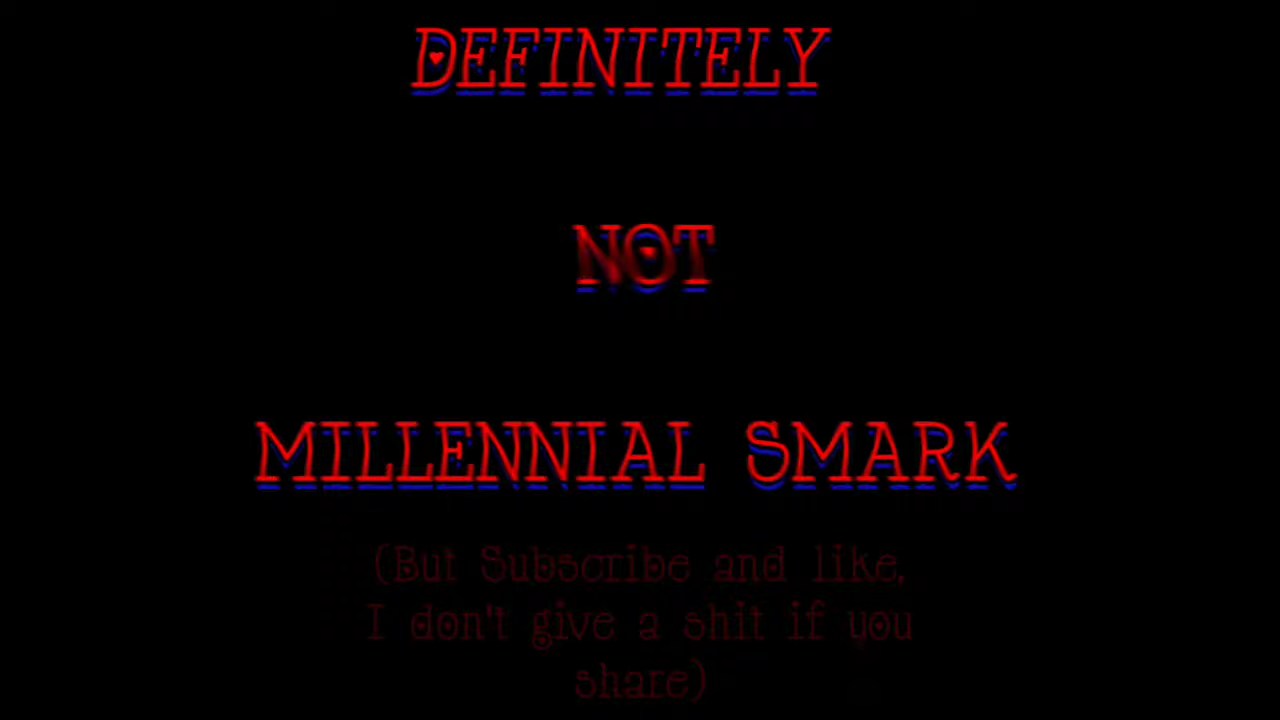 DEFINITELY
NOT
MILLENNIAL SMARK
(But Subscribe and like,
I don't give a shit if you
share)